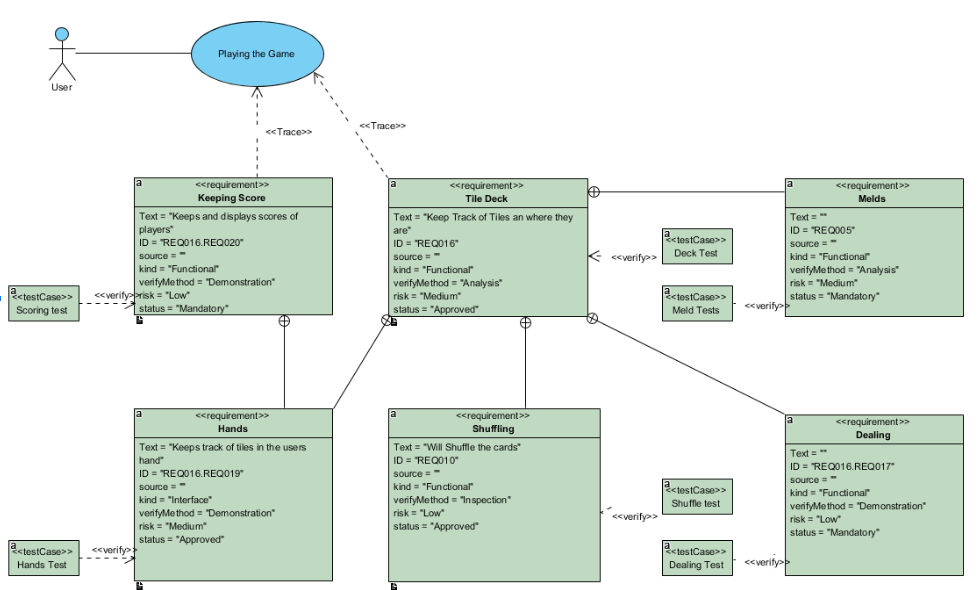 Playing the Game
User
<<Trace>>
<<Trace>>
a
<<requirement>>
Keeping Score
Text = "Keeps and displays scores of
players"
ID = "REQ016.REQ020"
source = ""
kind = "Functional"
verifyMethod = "Demonstration"
risk = "Low"
status = "Mandatory"
a
<<requirement>>
Tile Deck
Text = "Keep Track of Tiles an where they
are"
ID = "REQ016"
source = ""
kind = "Functional"
verifyMethod = "Analysis"
risk = "Medium"
status = "Approved"
a
<<requirement>>
Melds
Text = ""
ID = "REQ005"
source = ""
kind = "Functional"
verifyMethod = "Analysis"
risk = "Medium"
status = "Mandatory"
a
<<testCase>>
Deck Test
<<verify>>
a
<<testCase>>
Scoring test
<<verify>>
a
<<testCase>>
Meld Tests
<<verify>>
a
<<requirement>>
Hands
Text = "Keeps track of tiles in the users
hand"
ID = "REQ016.REQ019"
source = ""
kind = "Interface"
verifyMethod = "Demonstration"
risk = "Medium"
status = "Approved"
a
<<requirement>>
Shuffling
Text = "Will Shuffle the cards"
ID = "REQ010"
source = ""
kind = "Functional"
verifyMethod = "Inspection"
risk = "Low"
status = "Approved"
a
<<requirement>>
Dealing
Text = ""
ID = "REQ016.REQ017"
source = ""
kind = "Functional"
verifyMethod = "Demonstration"
risk = "Low"
status = "Mandatory"
a
<<testCase>>
Shuffle test
<<verify>>
a
<<testCase>>
Hands Test
<<verify>>
a
<<testCase>>
Dealing Test
<<verify>>